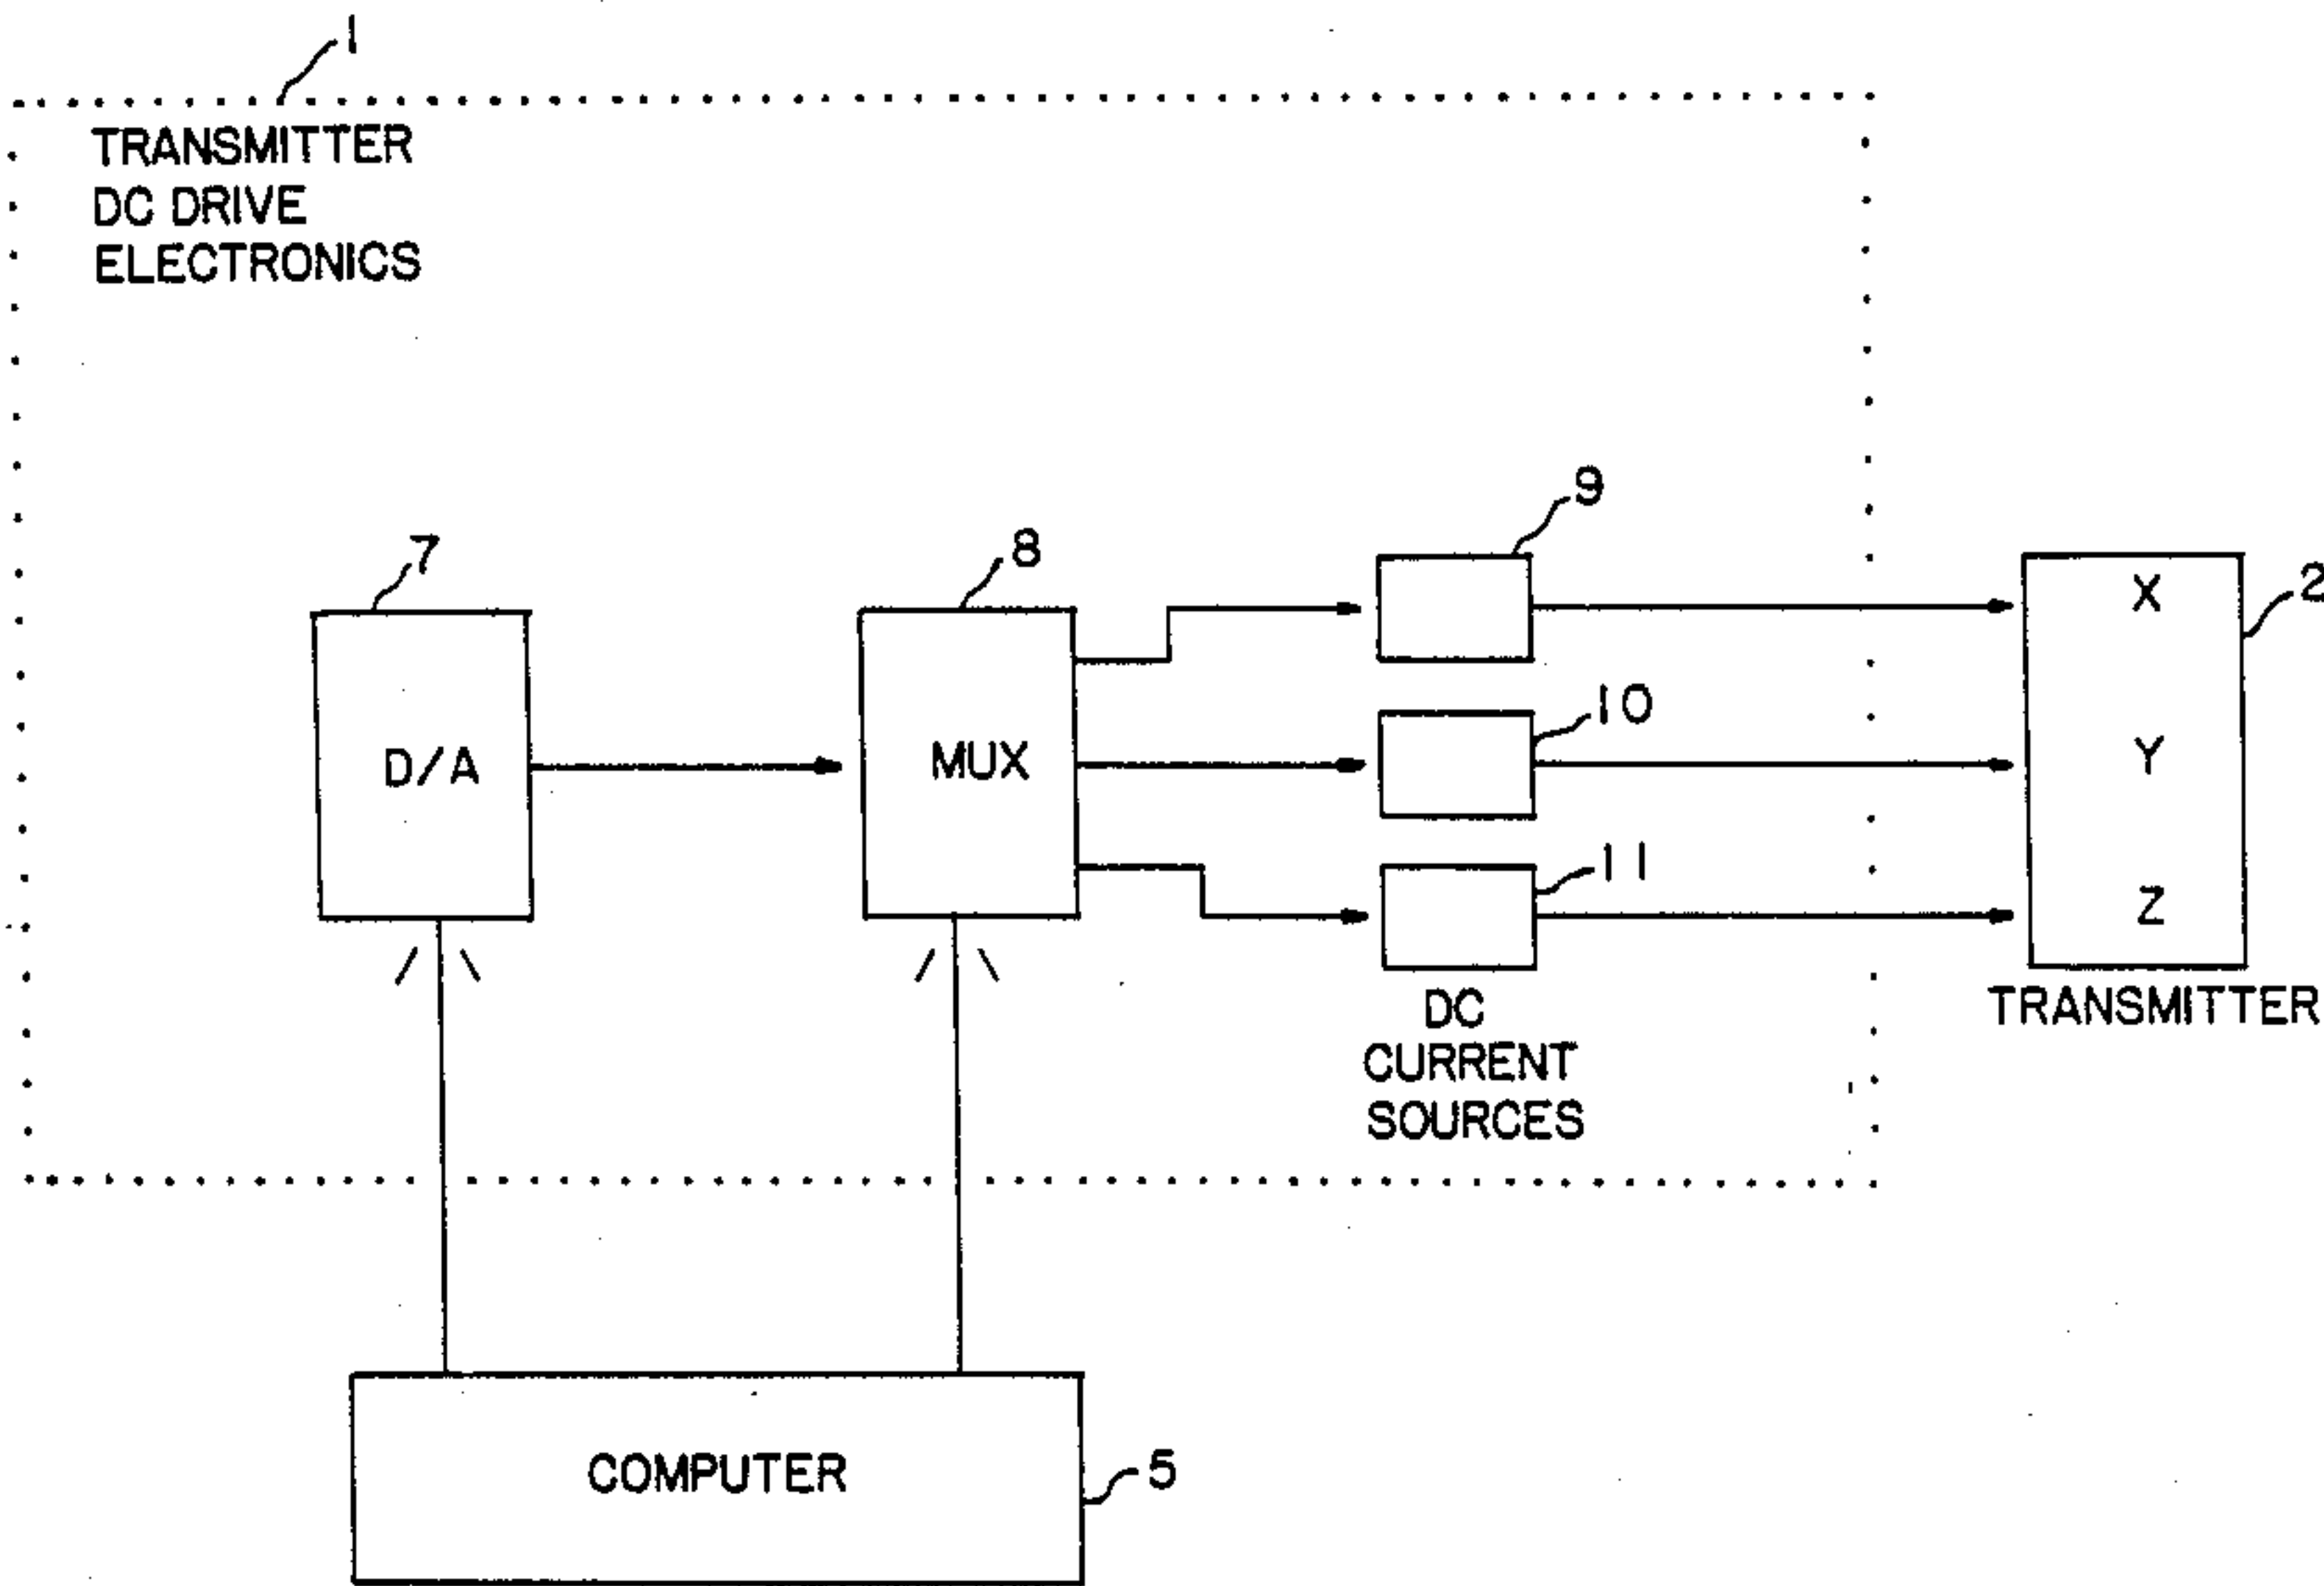 1
TRANSMITTER
DC DRIVE
ELECTRONICS
7
8
9
10
11
2
D/A
MUX
X
Y
Z
DC
CURRENT
SOURCES
TRANSMITTER
COMPUTER
5